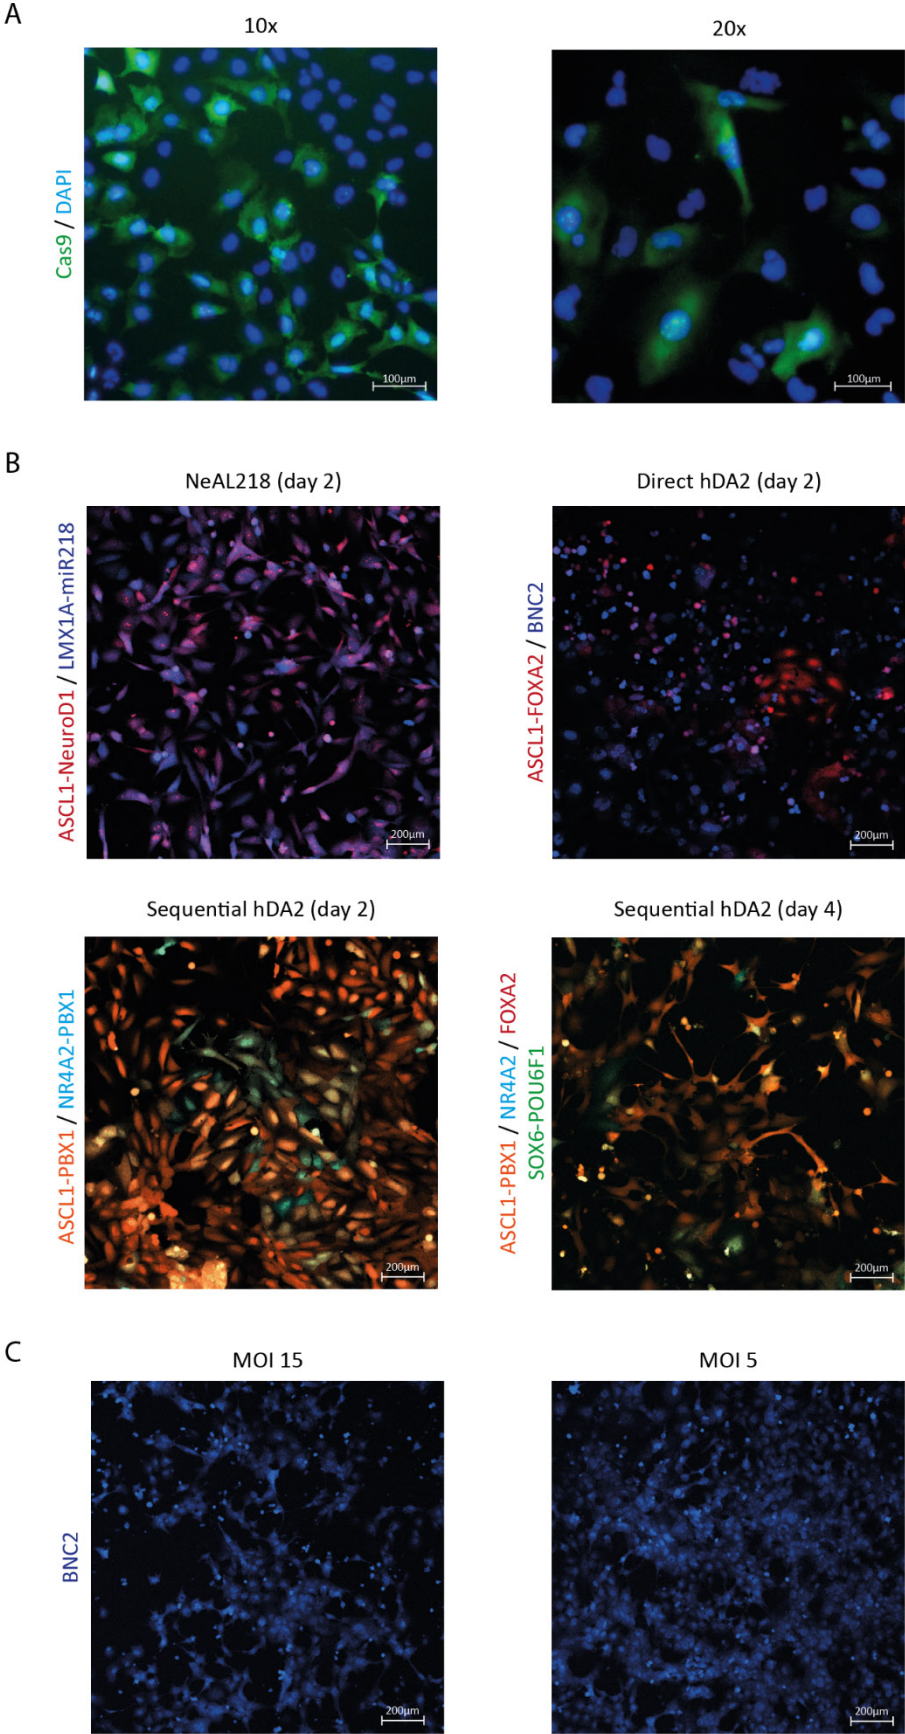 A
10x
20x
Cas9 / DAPI
100µm
100µm
B
NeAL218 (day 2)
Direct hDA2 (day 2)
ASCL1-NeuroD1 / LMX1A-miR218
ASCL1-FOXA2 / BNC2
200µm
200µm
Sequential hDA2 (day 2)
Sequential hDA2 (day 4)
ASCL1-PBX1 / NR4A2-PBX1
ASCL1-PBX1 / NR4A2 / FOXA2
SOX6-POU6F1
200µm
200µm
C
MOI 15
MOI 5
BNC2
200µm
200µm